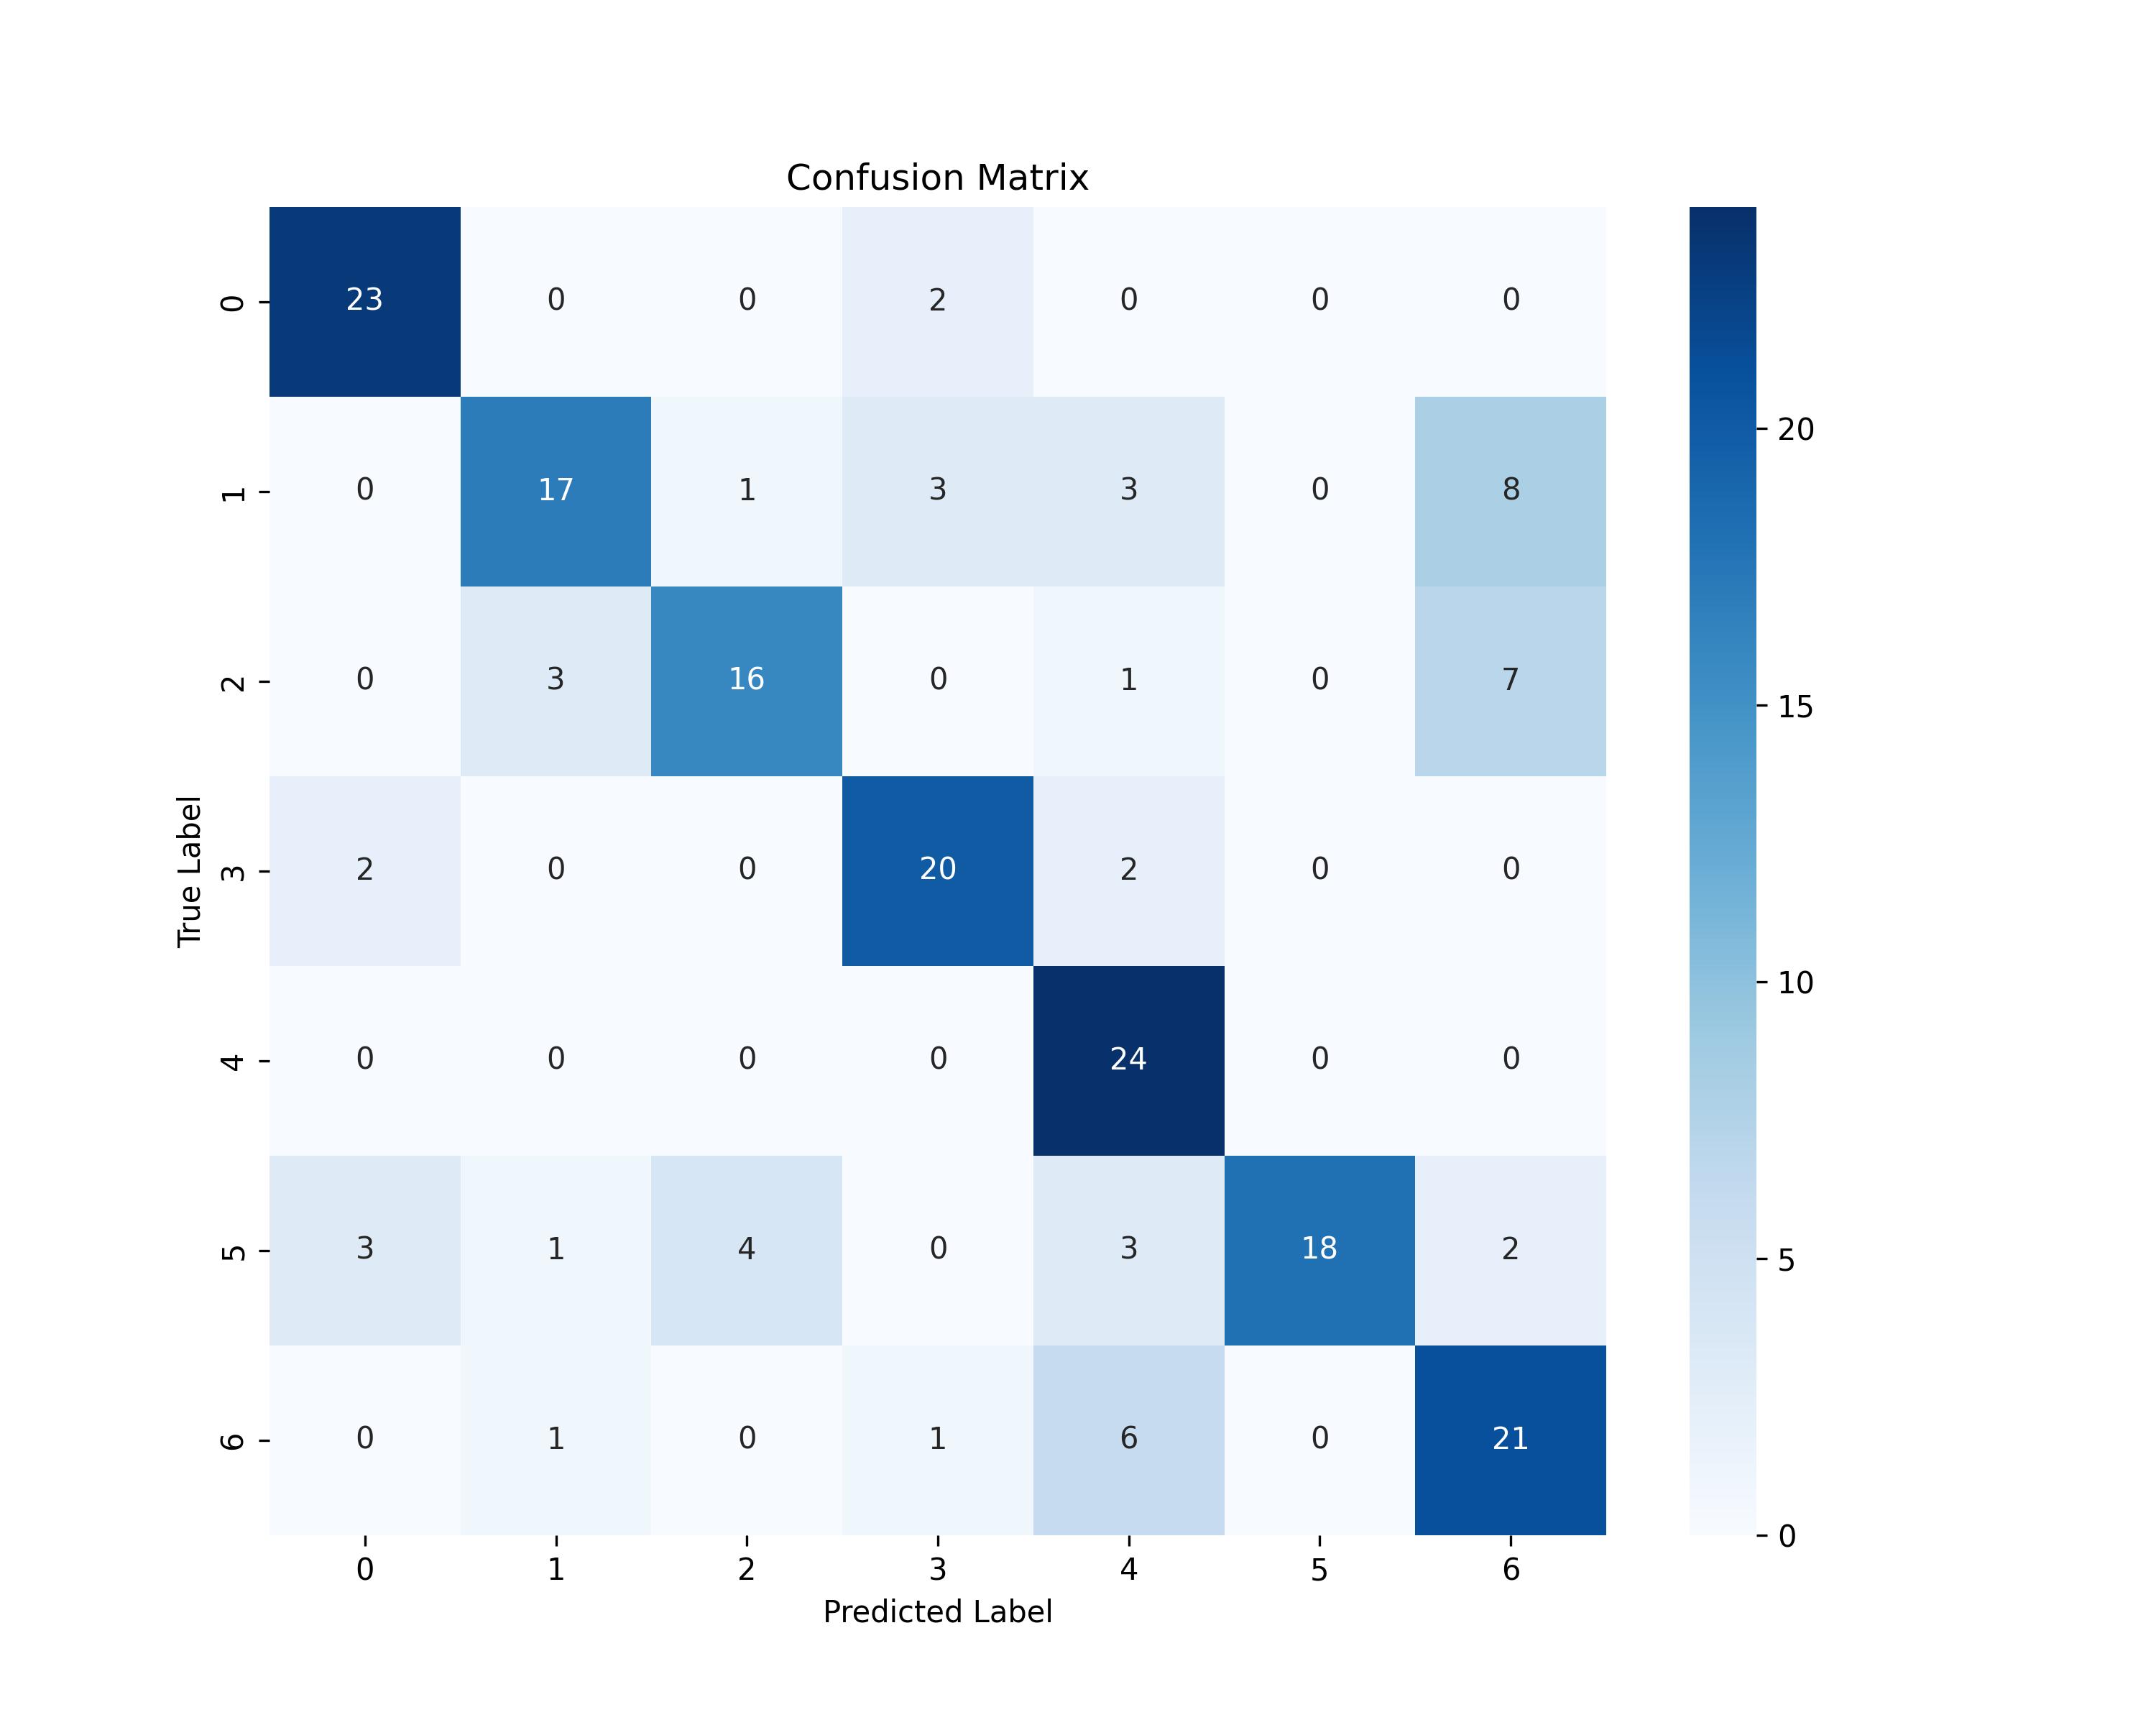 Confusion Matrix
0 23 0 0 2 0 0 0
1 0 17 1 3 3 0 8
2 0 3 16 0 1 0 7
3 2 0 0 20 2 0 0
4 0 0 0 0 24 0 0
5 3 1 4 0 3 18 2
6 0 1 0 1 6 0 21
0 1 2 3 4 5 6
Predicted Label
True Label
20
15
10
5
0